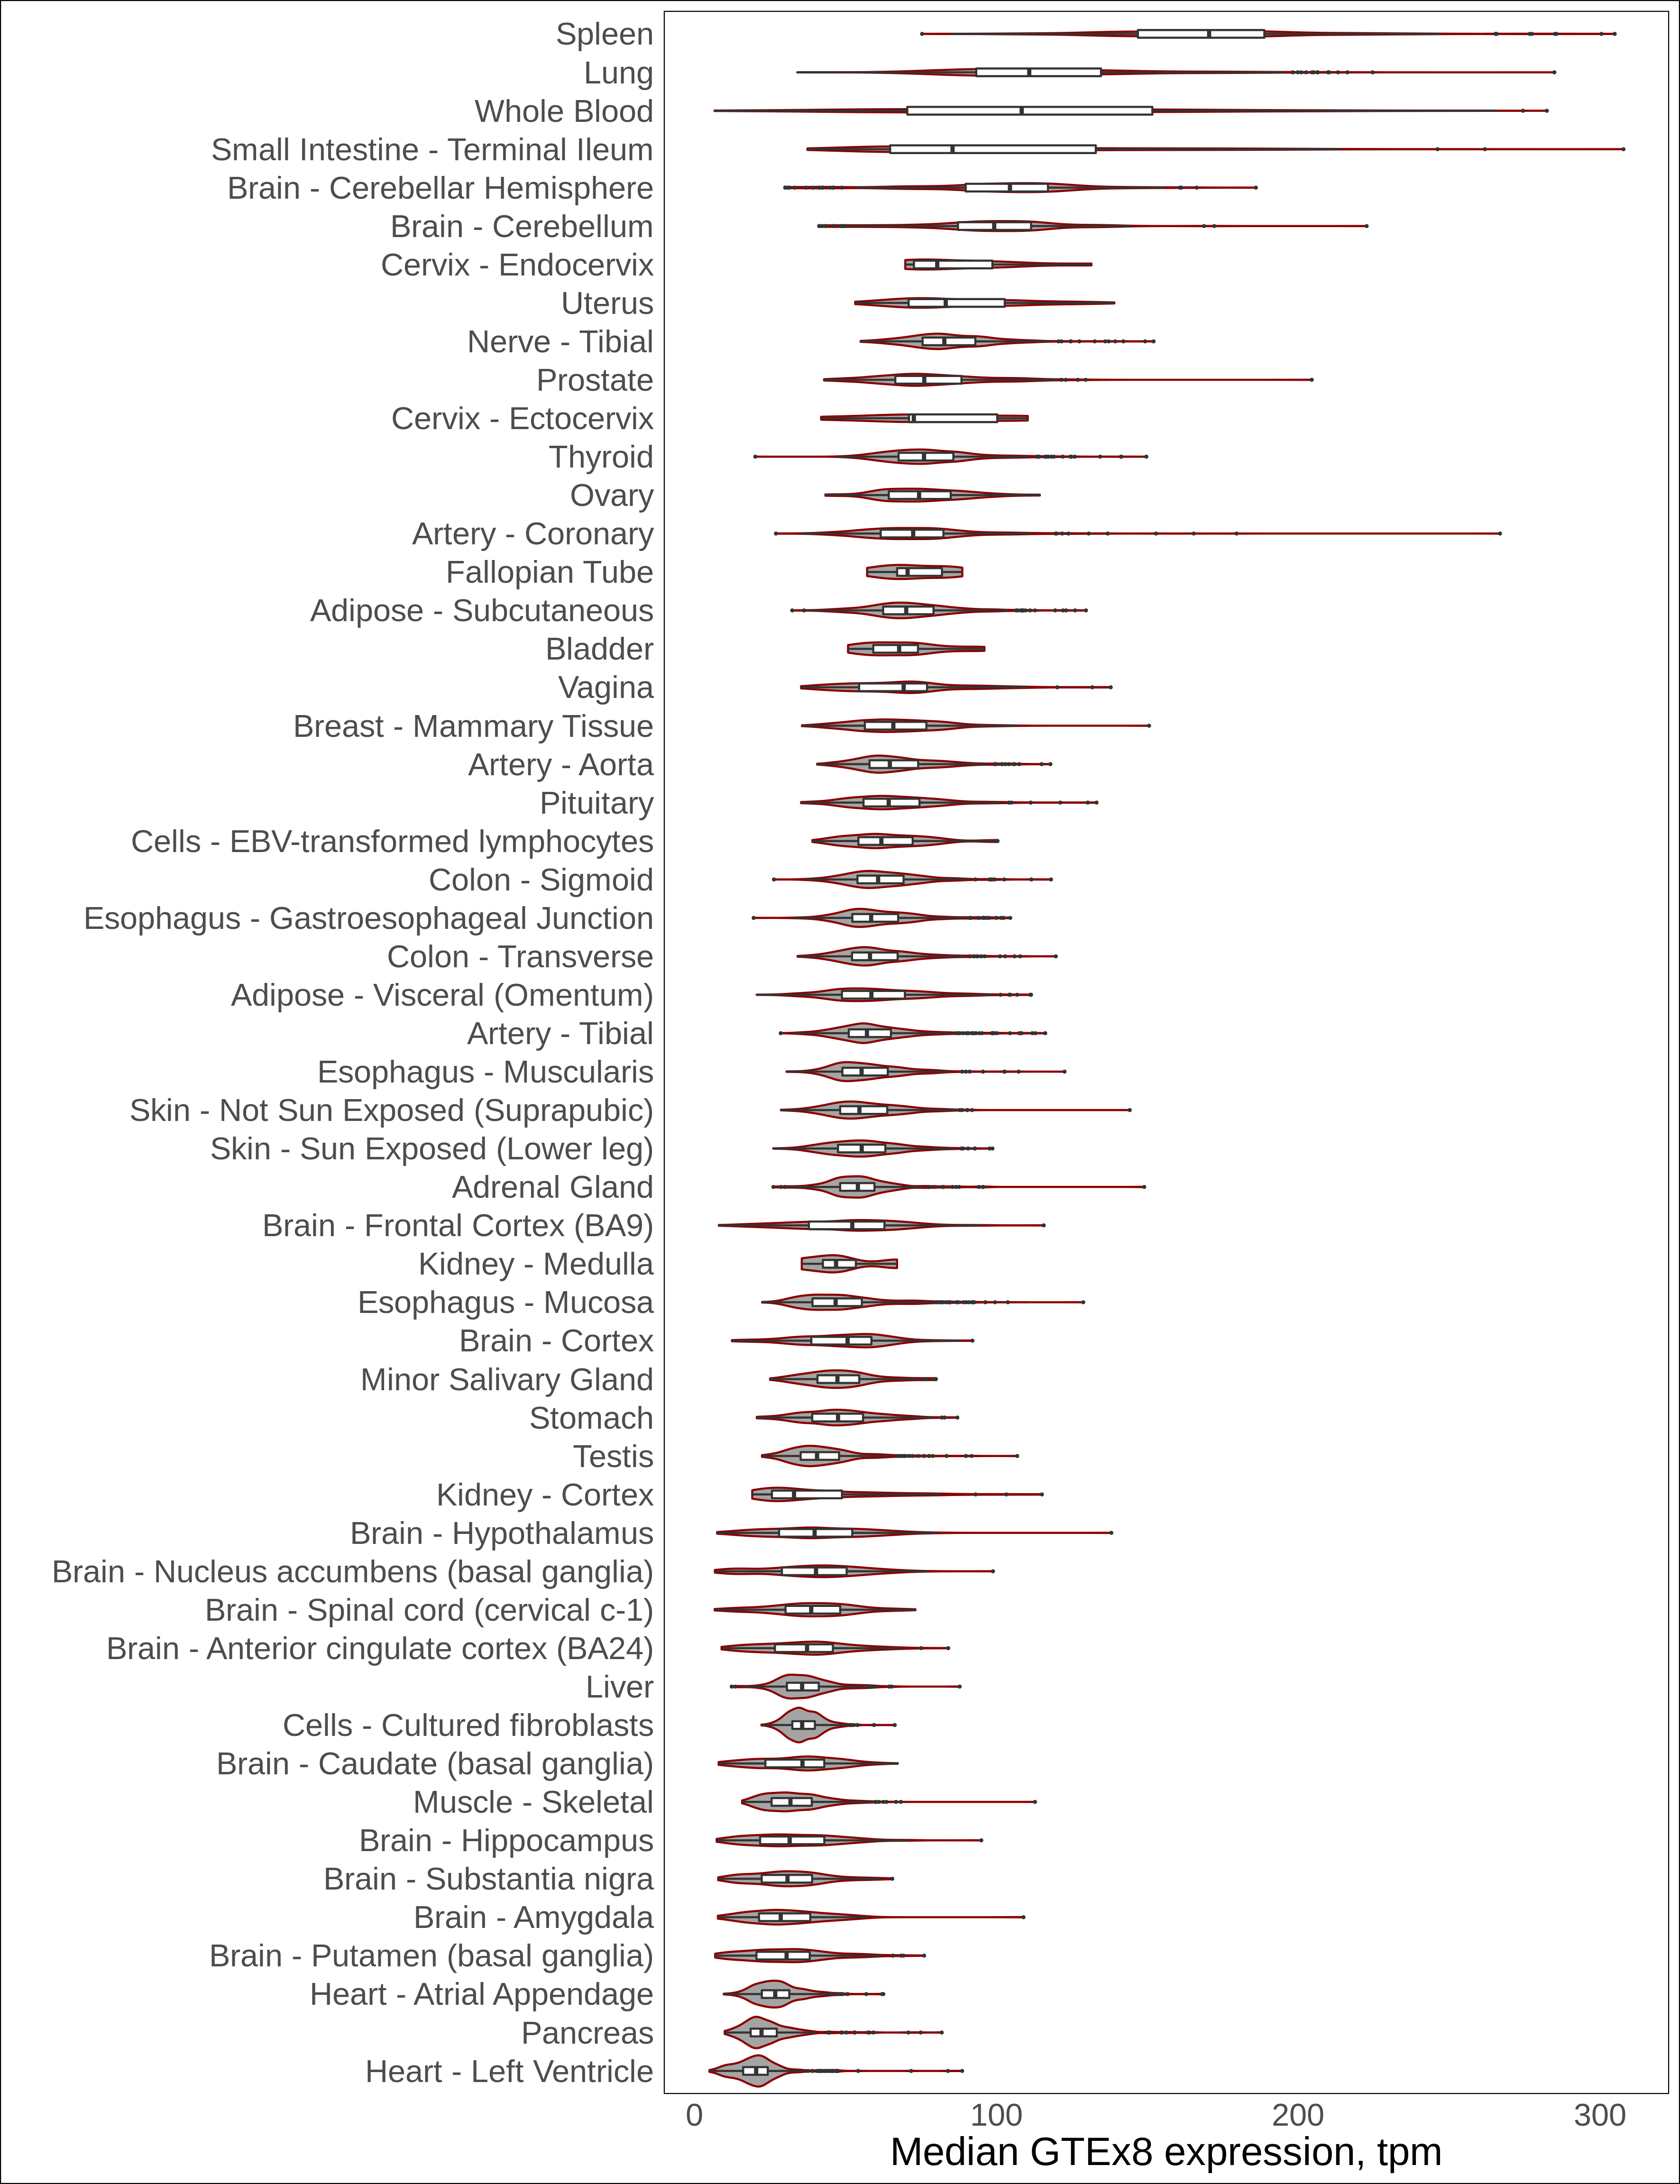 Spleen
Lung
Whole Blood
Small Intestine - Terminal Ileum
Brain - Cerebellar Hemisphere
Brain - Cerebellum
Cervix - Endocervix
Uterus
Nerve - Tibial
Prostate
Cervix - Ectocervix
Thyroid
Ovary
Artery - Coronary
Fallopian Tube
Adipose - Subcutaneous
Bladder
Vagina
Breast - Mammary Tissue
Artery - Aorta
Pituitary
Cells - EBV-transformed lymphocytes
Colon - Sigmoid
Esophagus - Gastroesophageal Junction
Colon - Transverse
Adipose - Visceral (Omentum)
Artery - Tibial
Esophagus - Muscularis
Skin - Not Sun Exposed (Suprapubic)
Skin - Sun Exposed (Lower leg)
Adrenal Gland
Brain - Frontal Cortex (BA9)
Kidney - Medulla
Esophagus - Mucosa
Brain - Cortex
Minor Salivary Gland
Stomach
Testis
Kidney - Cortex
Brain - Hypothalamus
Brain - Nucleus accumbens (basal ganglia)
Brain - Spinal cord (cervical c-1)
Brain - Anterior cingulate cortex (BA24)
Liver
Cells - Cultured fibroblasts
Brain - Caudate (basal ganglia)
Muscle - Skeletal
Brain - Hippocampus
Brain - Substantia nigra
Brain - Amygdala
Brain - Putamen (basal ganglia)
Heart - Atrial Appendage
Pancreas
Heart - Left Ventricle
0 100 200 300
Median GTEx8 expression, tpm